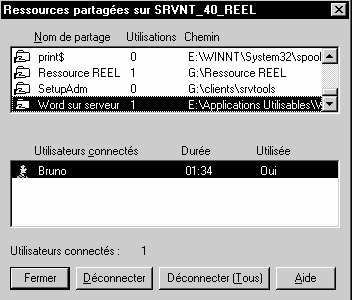 Ressources partagées sur SRVNT_40_REEL
Nom de partage Utilisations Chemin
print$ 0 E:\WINNT\System32\spool
Ressource REEL 1 G:\Ressource REEL
SetupAdm 0 G:\clients\srvtools
Word sur serveur 1 E:\Applications Utilisables\
Utilisateurs connectés Durée Utilisée
Bruno 01:34 Oui
Utilisateurs connectés : 1
Fermer Déconnecter Déconnecter (Tous) Aide